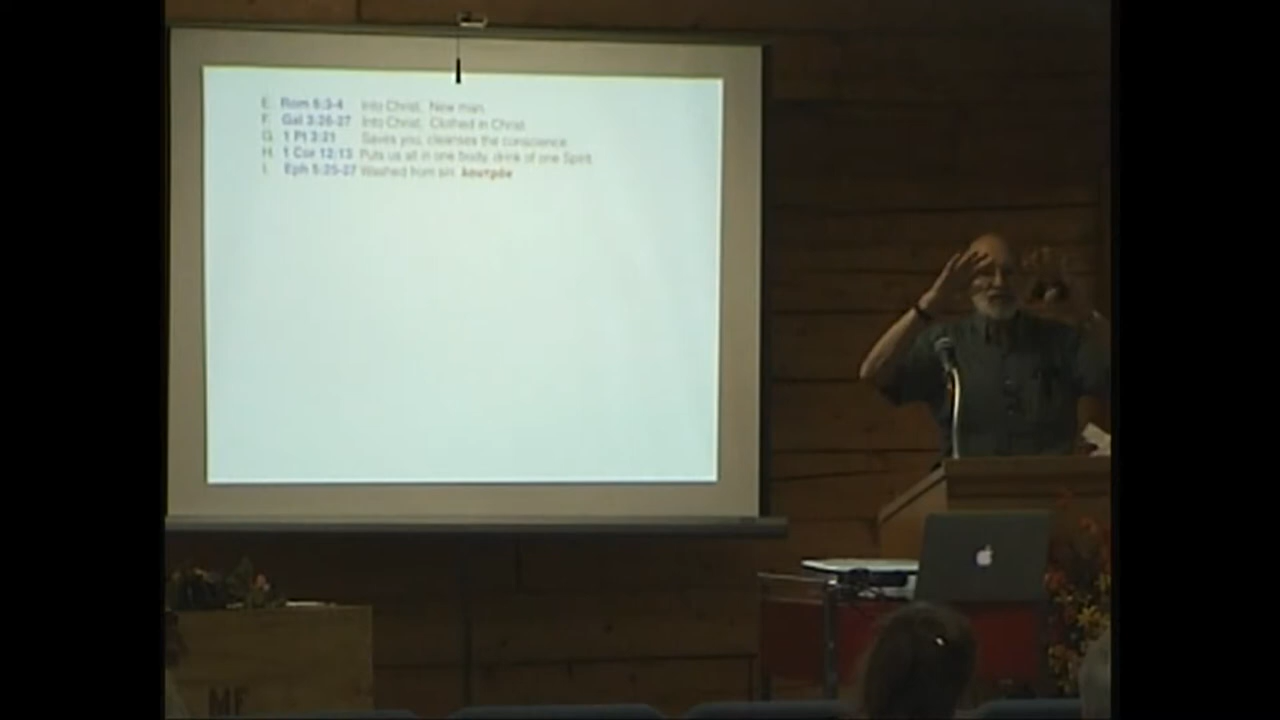 E. Rom 6:3-4 Into Christ. New man.
F. Gal 3:26-27 Into Christ. Clothed in Christ.
G. 1 Pt 3:21 Saves you, cleanses the conscience.
H. 1 Cor 12:13 Puts us all in one body, drink of one Spirit.
I. Eph 5:25-27 Washed from sin. λουτρόν
ME